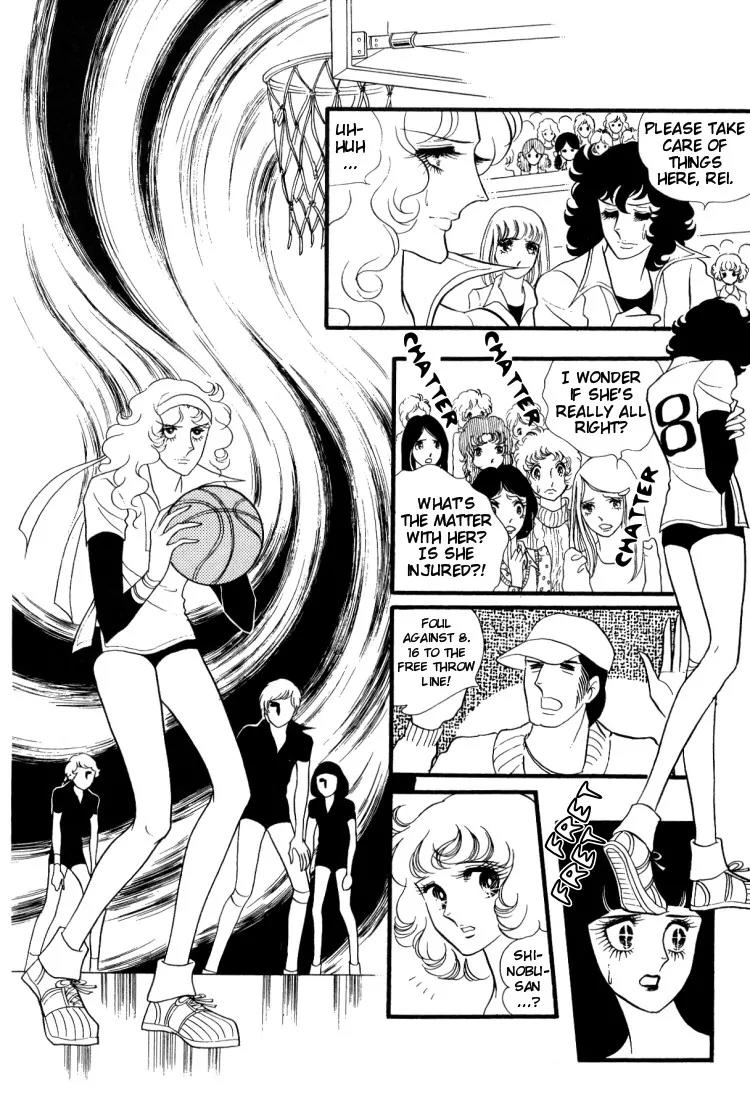 PLEASE TAKE
CARE OF
THINGS
HERE, REI.
UH-
HUH
...
I WONDER
IF SHE'S
REALLY ALL
RIGHT?
CHATTER
CHATTER
CHATTER
WHAT'S
THE MATTER
WITH HER?
IS SHE
INJURED?!
8
FOUL
AGAINST 8.
16 TO THE
FREE THROW
LINE!
FRET
FRET
SHI-
NOBU-
SAN
...?